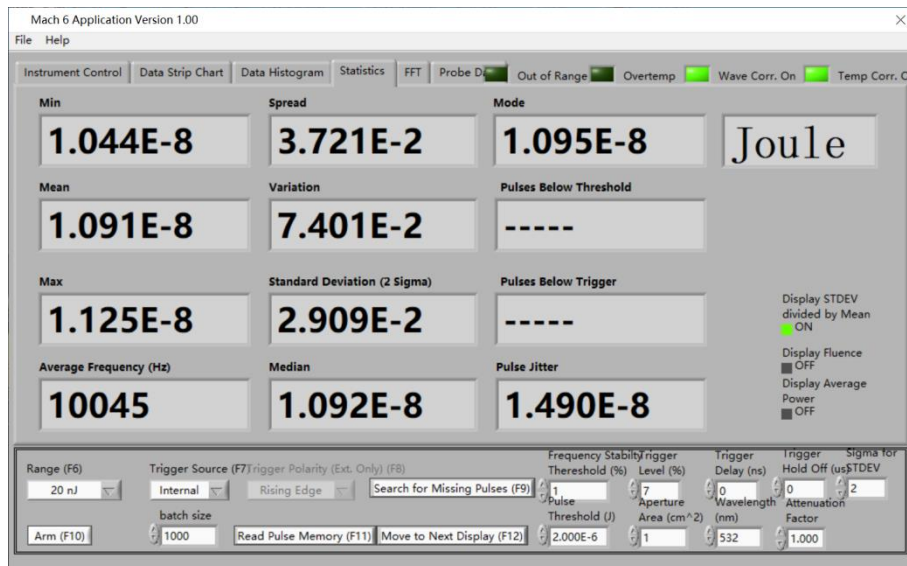 Mach 6 Application Version 1.00
File Help
Instrument Control Data Strip Chart Data Histogram Statistics FFT Probe D Out of Range Overtemp Wave Corr. On Temp Corr. O
Min Spread Mode
1.044E-8 3.721E-2 1.095E-8 Joule
Mean Variation Pulses Below Threshold
1.091E-8 7.401E-2 -----
Max Standard Deviation (2 Sigma) Pulses Below Trigger
1.125E-8 2.909E-2 -----
Display STDEV
divided by Mean
ON
Display Fluence
OFF
Display Average
Power
OFF
Average Frequency (Hz) Median Pulse Jitter
10045 1.092E-8 1.490E-8
Range (F6) Trigger Source (F7) Trigger Polarity (Ext. Only) (F8)
20 nJ Internal Rising Edge Search for Missing Pulses (F9)
batch size
Arm (F10) 1000 Read Pulse Memory (F11) Move to Next Display (F12)
Frequency Stabilty Trigger Trigger Trigger Sigma for
Thereshold (%) Level (%) Delay (ns) Hold Off (us) STDEV
1 7 0 0 2
Pulse Aperture Wavelength Attenuation
Threshold (J) Area (cm^2) (nm) Factor
2.000E-6 1 532 1.000